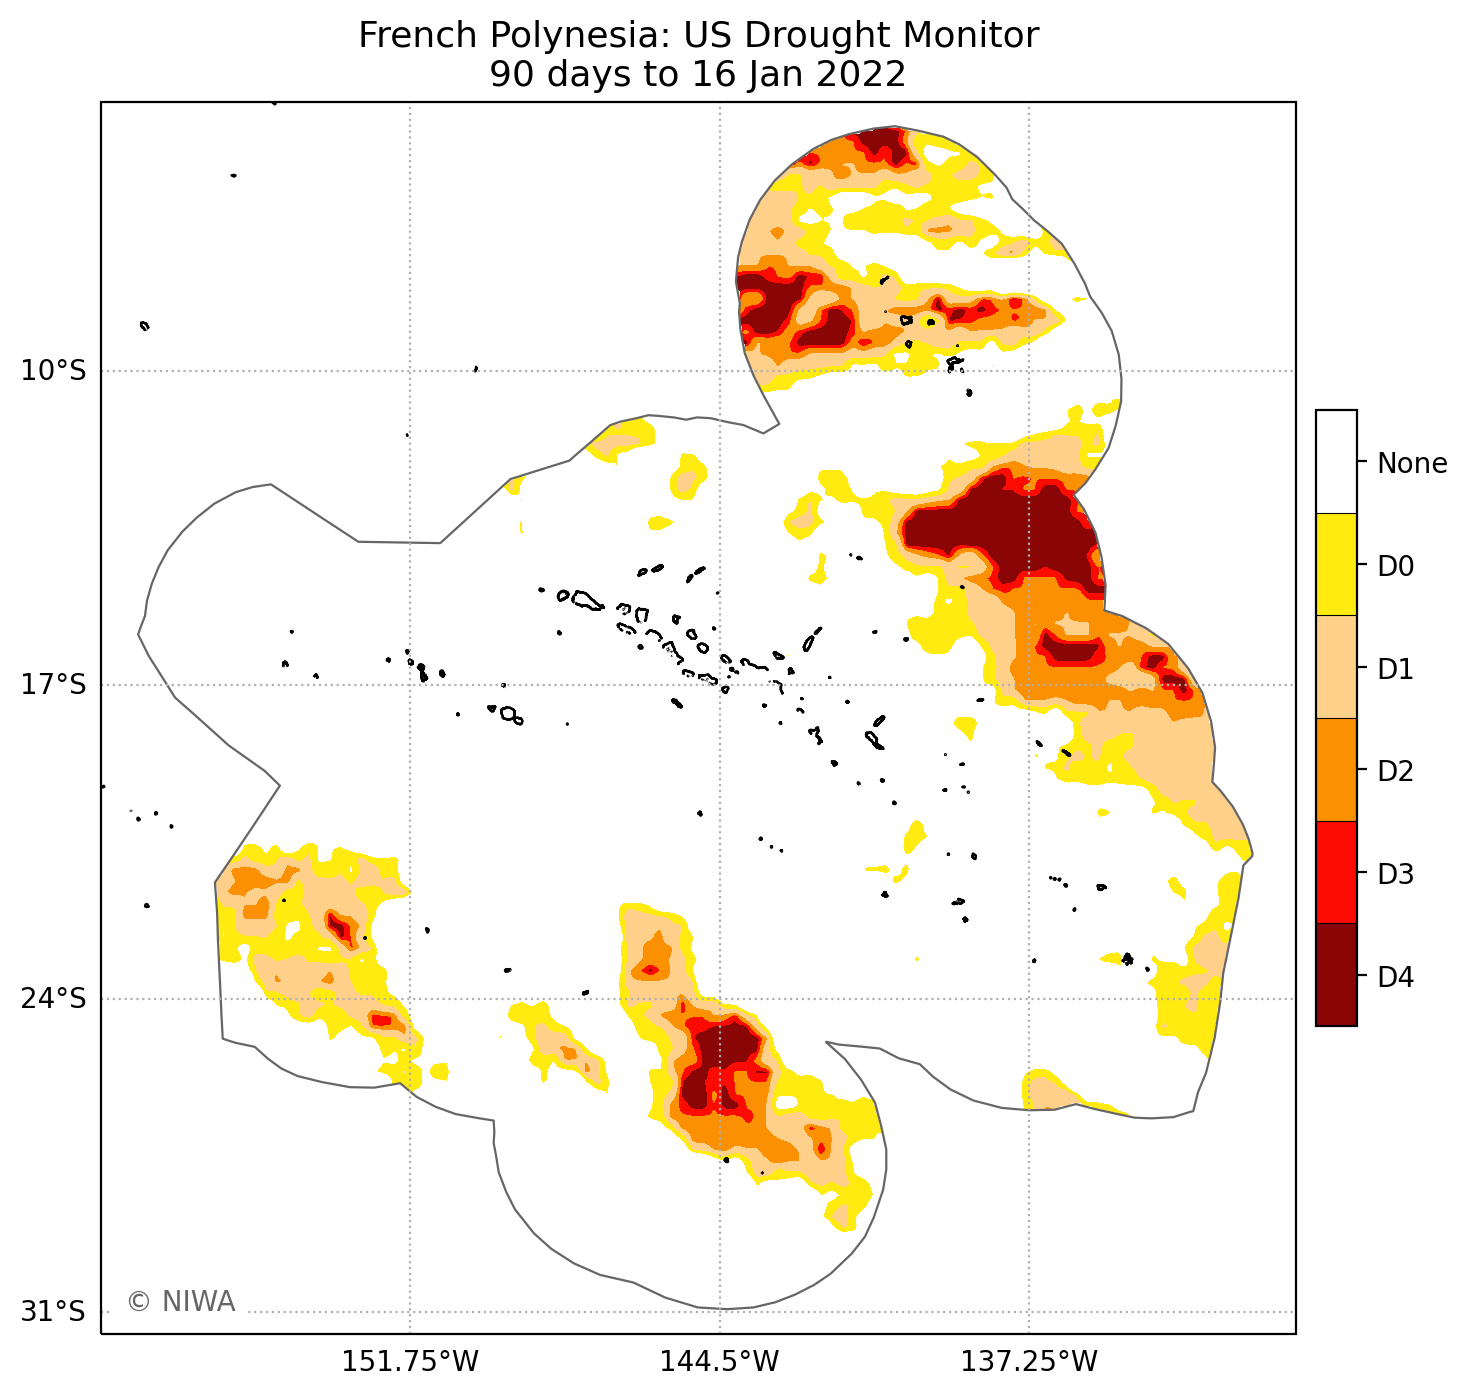 French Polynesia: US Drought Monitor
90 days to 16 Jan 2022
10°S
17°S
24°S
31°S
151.75°W
144.5°W
137.25°W
None
D0
D1
D2
D3
D4
© NIWA